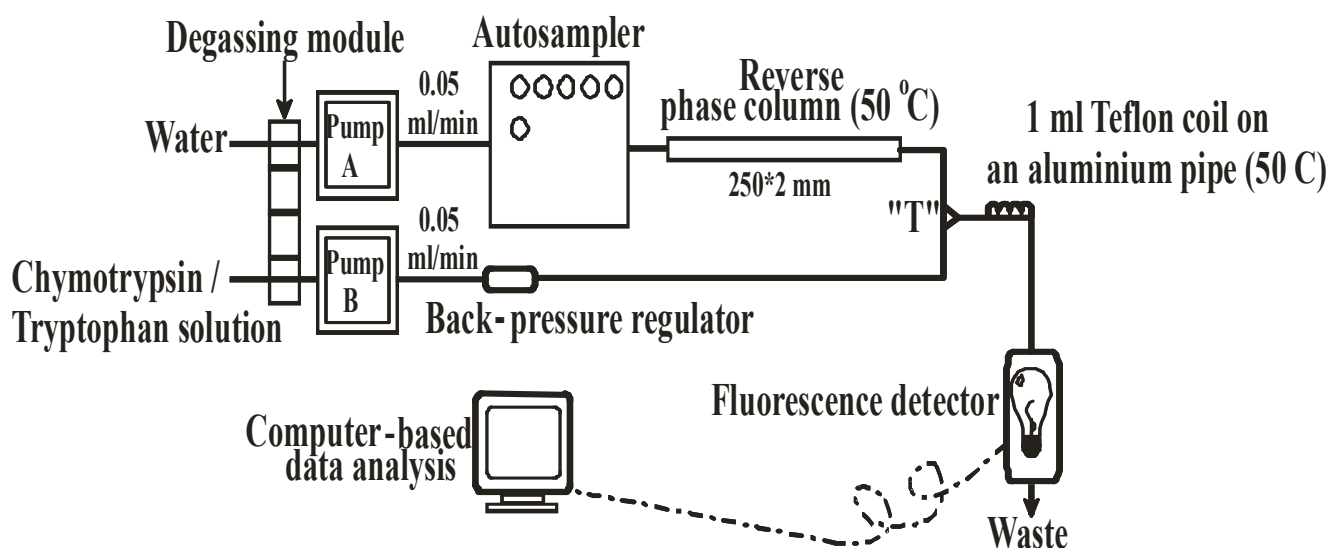 Degassing module
Autosampler
0.05
ml/min
Reverse
phase column (50 °C)
1 ml Teflon coil on
an aluminium pipe (50 C)
Water
Pump
A
250*2 mm
"T"
0.05
ml/min
Chymotrypsin /
Tryptophan solution
Pump
B
Back-pressure regulator
Fluorescence detector
Computer-based
data analysis
Waste